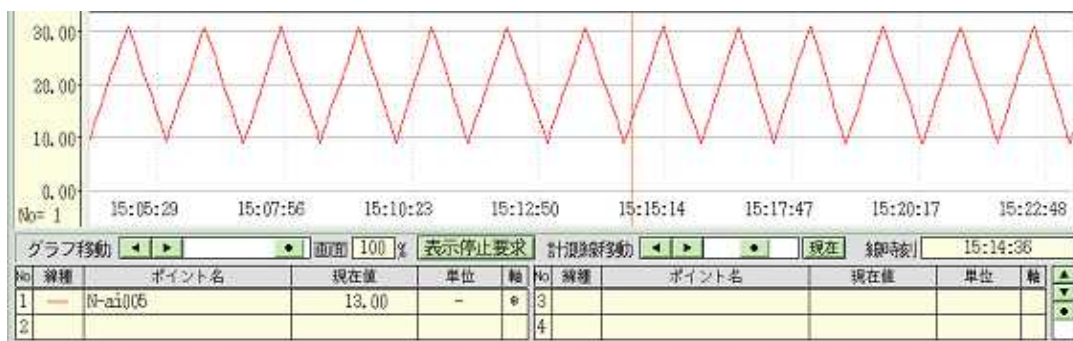 30.00
20.00
10.00
0.00
No= 1
15:05:29 15:07:56 15:10:23 15:12:50 15:15:14 15:17:47 15:20:17 15:22:48
グラフ移動 画面 100 % 表示停止要求 計測線移動 現在 線時刻 15:14:36
No 線種 ポイント名 現在値 単位 軸 No 線種 ポイント名 現在値 単位 軸
1 N-ai005 13.00 - * 3
2 4